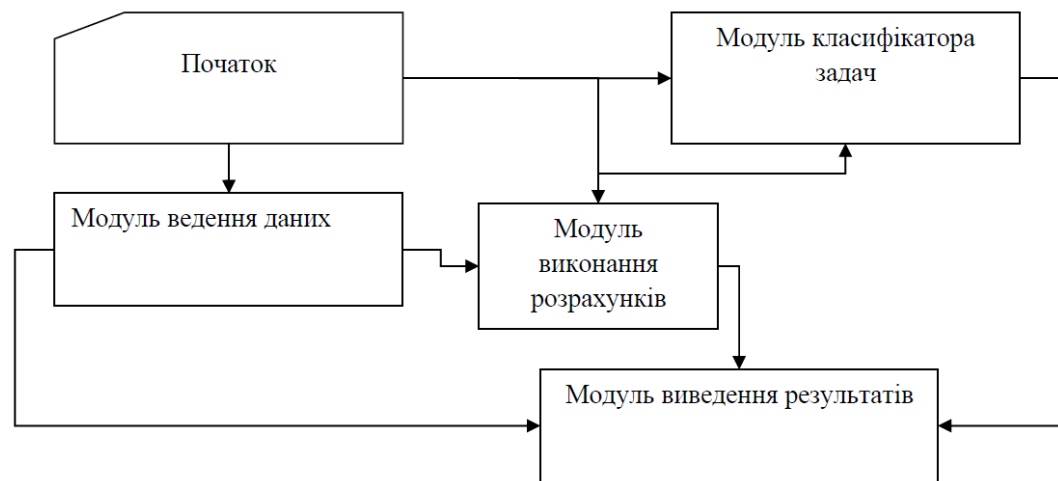 Початок
Модуль класифікатора
задач
Модуль ведення даних
Модуль
виконання
розрахунків
Модуль виведення результатів